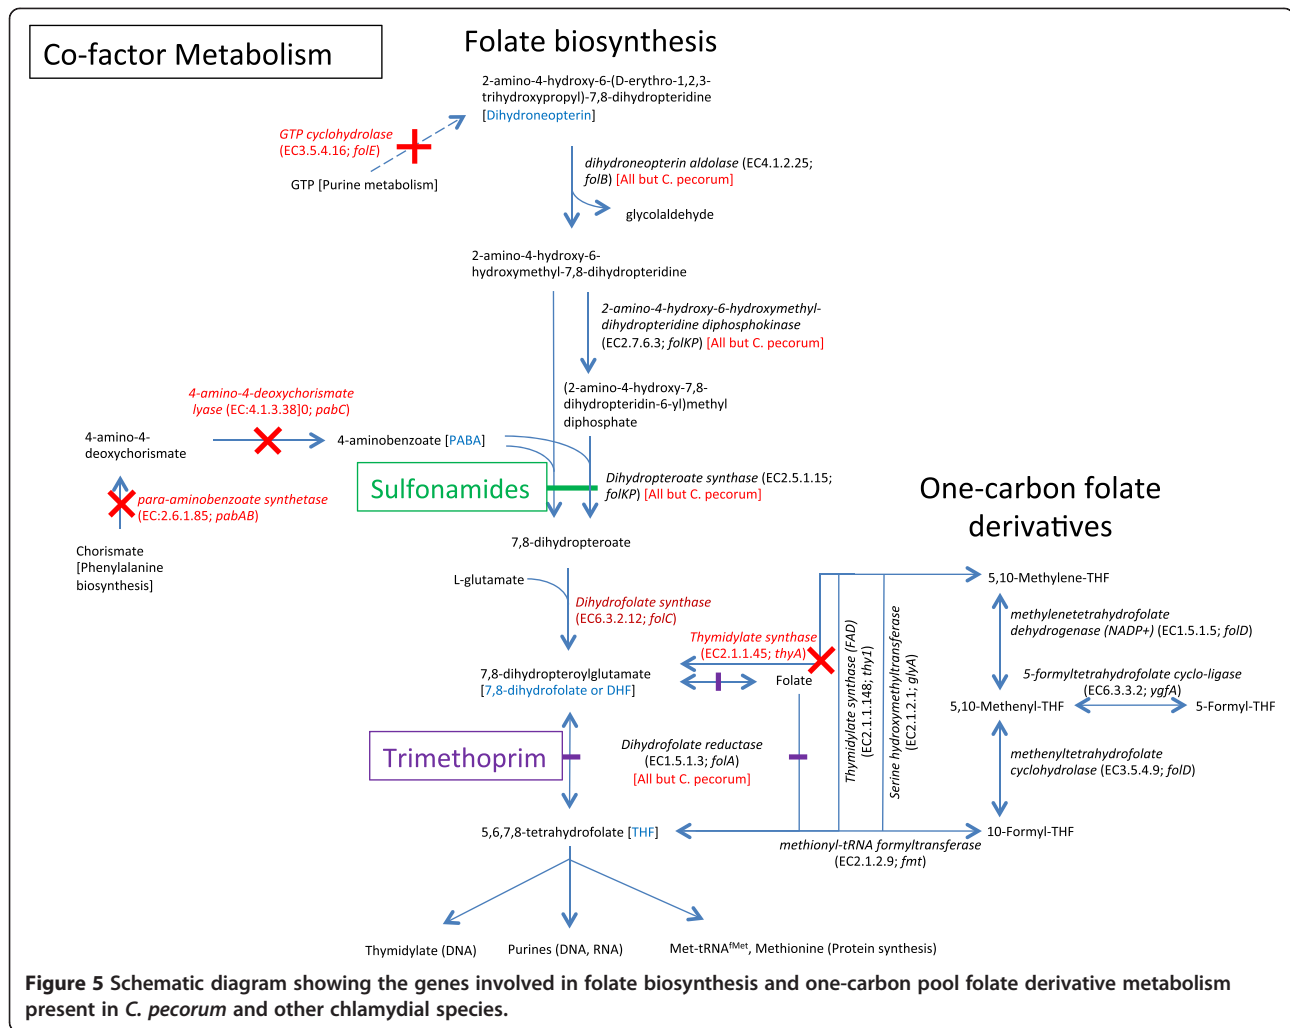 Co-factor Metabolism
Folate biosynthesis
2-amino-4-hydroxy-6-(D-erythro-1,2,3-
trihydroxypropyl)-7,8-dihydropteridine
[Dihydroneopterin]
GTP cyclohydrolase
(EC3.5.4.16; folE)
GTP [Purine metabolism]
dihydroneopterin aldolase (EC4.1.2.25;
folB) [All but C. pecorum]
glycolaldehyde
2-amino-4-hydroxy-6-
hydroxymethyl-7,8-dihydropteridine
2-amino-4-hydroxy-6-hydroxymethyl-
dihydropteridine diphosphokinase
(EC2.7.6.3; folKP) [All but C. pecorum]
(2-amino-4-hydroxy-7,8-
dihydropteridin-6-yl)methyl
diphosphate
4-amino-4-deoxychorismate
lyase (EC:4.1.3.38]0; pabC)
4-amino-4-
deoxychorismate
4-aminobenzoate [PABA]
para-aminobenzoate synthetase
(EC:2.6.1.85; pabAB)
Chorismate
[Phenylalanine
biosynthesis]
Sulfonamides
Dihydropteroate synthase (EC2.5.1.15;
folKP) [All but C. pecorum]
7,8-dihydropteroate
L-glutamate
Dihydrofolate synthase
(EC6.3.2.12; folC)
7,8-dihydropteroylglutamate
[7,8-dihydrofolate or DHF]
Thymidylate synthase
(EC2.1.1.45; thyA)
Folate
Trimethoprim
Dihydrofolate reductase
(EC1.5.1.3; folA)
[All but C. pecorum]
5,6,7,8-tetrahydrofolate [THF]
Thymidylate (DNA)
Purines (DNA, RNA)
Met-tRNAfMet, Methionine (Protein synthesis)
One-carbon folate
derivatives
Thymidylate synthase (FAD)
(EC2.1.1.148; thy1)
Serine hydroxymethyltransferase
(EC2.1.2.1; glyA)
5,10-Methylene-THF
methylenetetrahydrofolate
dehydrogenase (NADP+) (EC1.5.1.5; folD)
5-formyltetrahydrofolate cyclo-ligase
(EC6.3.3.2; ygfA)
5,10-Methenyl-THF
5-Formyl-THF
methenyltetrahydrofolate
cyclohydrolase (EC3.5.4.9; folD)
10-Formyl-THF
methionyl-tRNA formyltransferase
(EC2.1.2.9; fmt)
Figure 5 Schematic diagram showing the genes involved in folate biosynthesis and one-carbon pool folate derivative metabolism
present in C. pecorum and other chlamydial species.